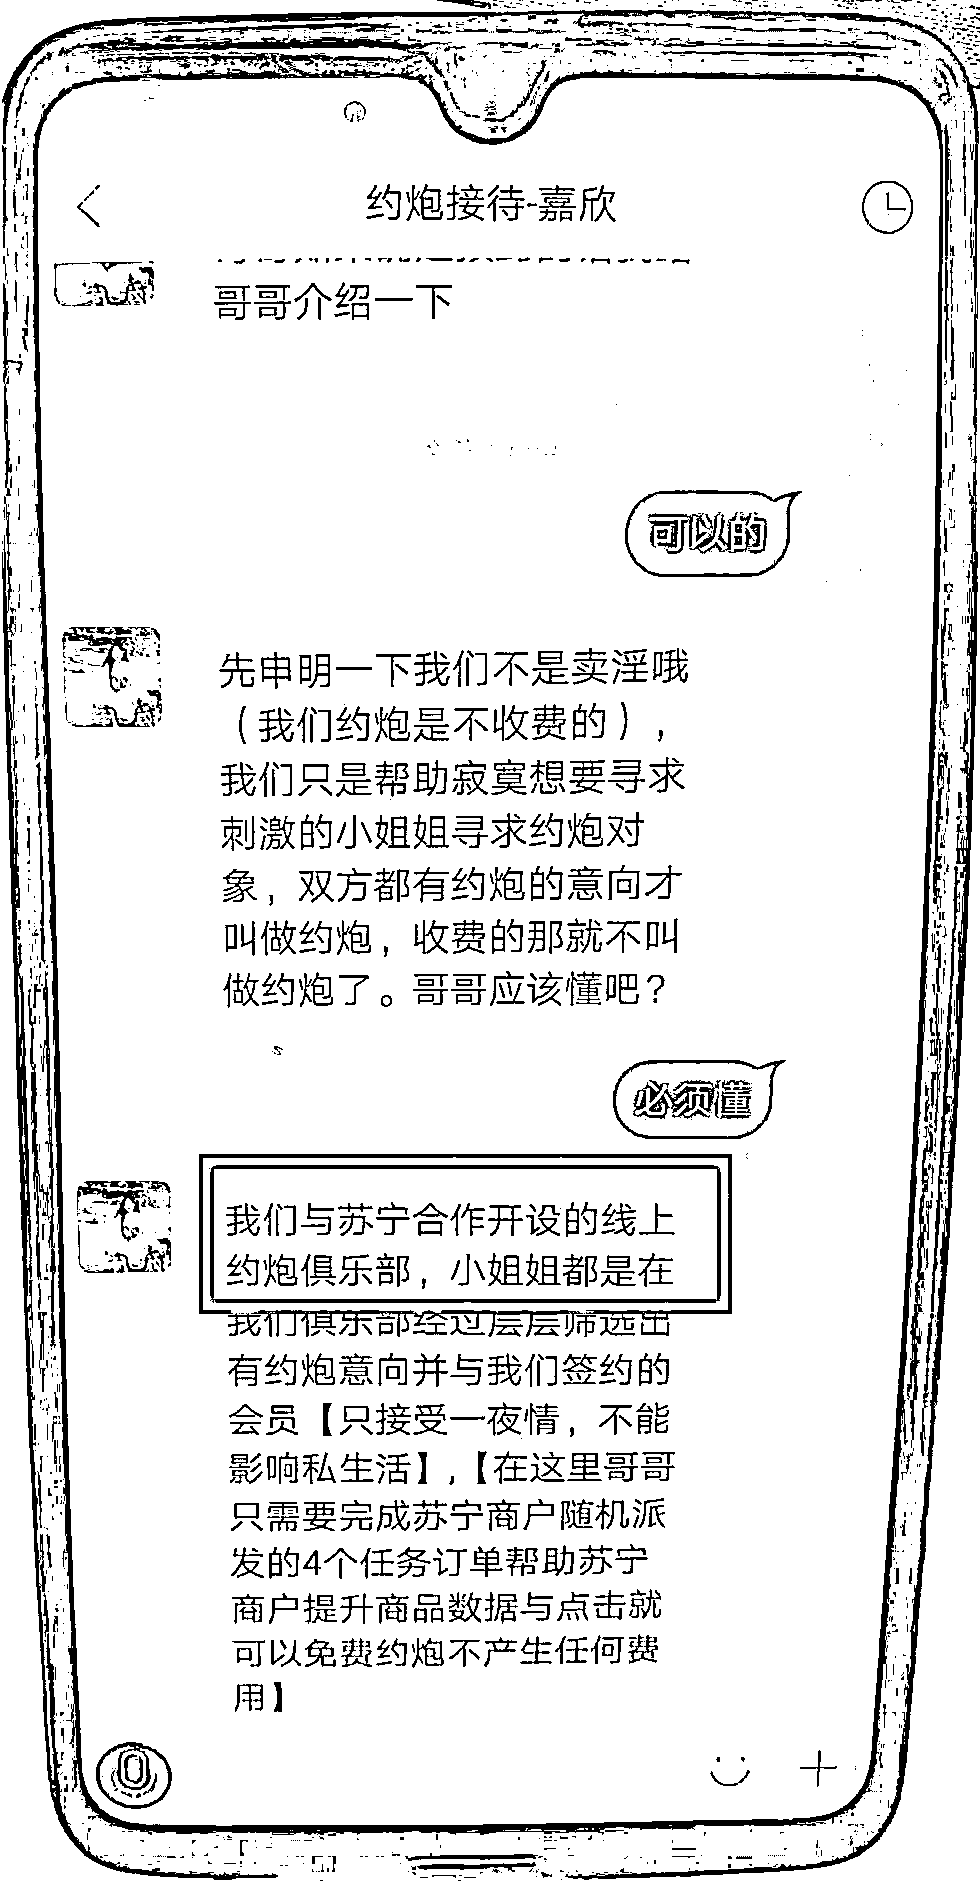 约炮接待-嘉欣
哥哥介绍一下
可以的
先申明一下我们不是卖淫哦
（我们约炮是不收费的），
我们只是帮助寂寞想要寻求
刺激的小姐姐寻求约炮对
象，双方都有约炮的意向才
叫做约炮，收费的那就不叫
做约炮了。哥哥应该懂吧？
必须懂
我们与苏宁合作开设的线上
约炮俱乐部，小姐姐都是在
我们俱乐部经过层层筛选出
有约炮意向并与我们签约的
会员【只接受一夜情，不能
影响私生活】,【在这里哥哥
只需要完成苏宁商户随机派
发的4个任务订单帮助苏宁
商户提升商品数据与点击就
可以免费约炮不产生任何费
用】